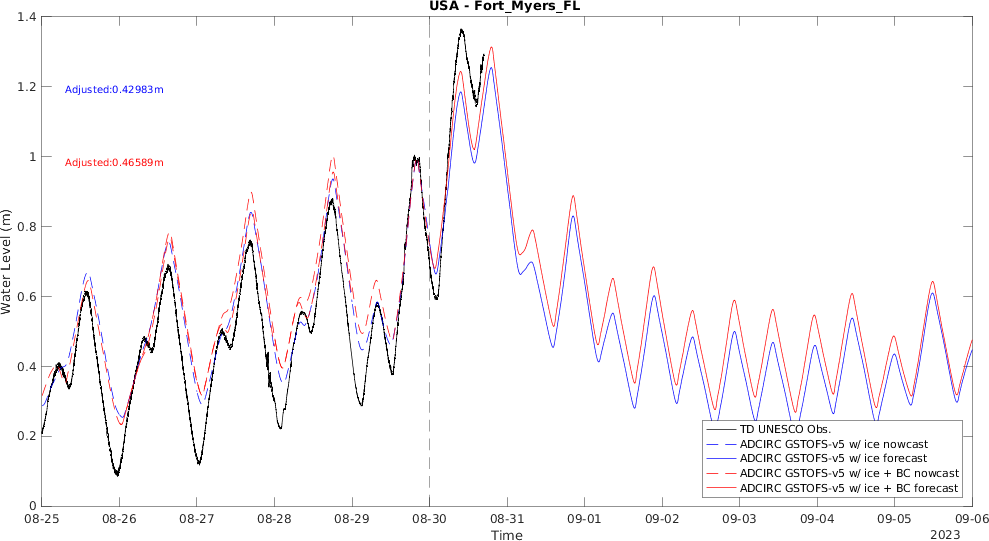 USA - Fort_Myers_FL
1.4
1.2
1
0.8
0.6
0.4
0.2
0
Water Level (m)
Adjusted:0.42983m
Adjusted:0.46589m
TD UNESCO Obs.
ADCIRC GSTOFS-v5 w/ ice nowcast
ADCIRC GSTOFS-v5 w/ ice forecast
ADCIRC GSTOFS-v5 w/ ice + BC nowcast
ADCIRC GSTOFS-v5 w/ ice + BC forecast
08-25 08-26 08-27 08-28 08-29 08-30 08-31 09-01 09-02 09-03 09-04 09-05 09-06
Time
2023